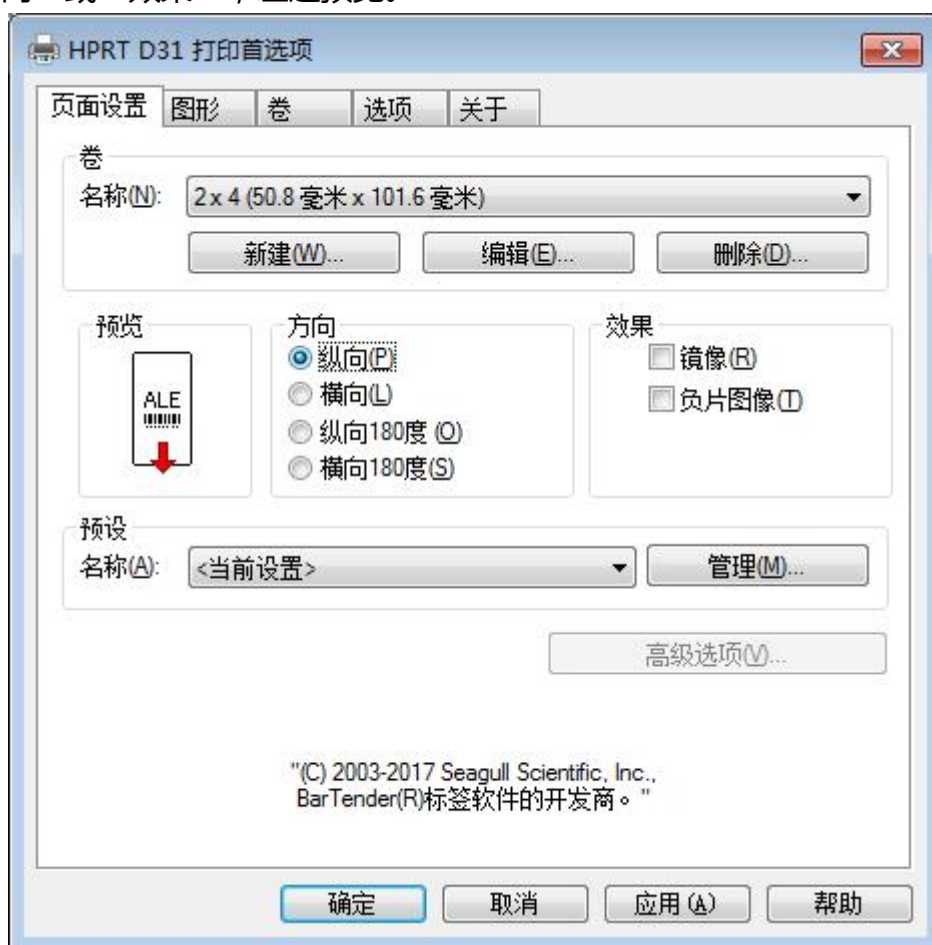 HPRT D31 打印首选项
页面设置 图形 卷 选项 关于
卷
名称(N): 2 x 4 (50.8 毫米 x 101.6 毫米)
新建(W)... 编辑(E)... 删除(D)...
预览 方向 效果
纵向(P) 镜像(R)
ALE 横向(L) 负片图像(T)
纵向180度 (O)
横向180度(S)
预设
名称(A): <当前设置> 管理(M)...
高级选项(V)...
"(C) 2003-2017 Seagull Scientific, Inc.,
BarTender(R)标签软件的开发商。"
确定 取消 应用(A) 帮助